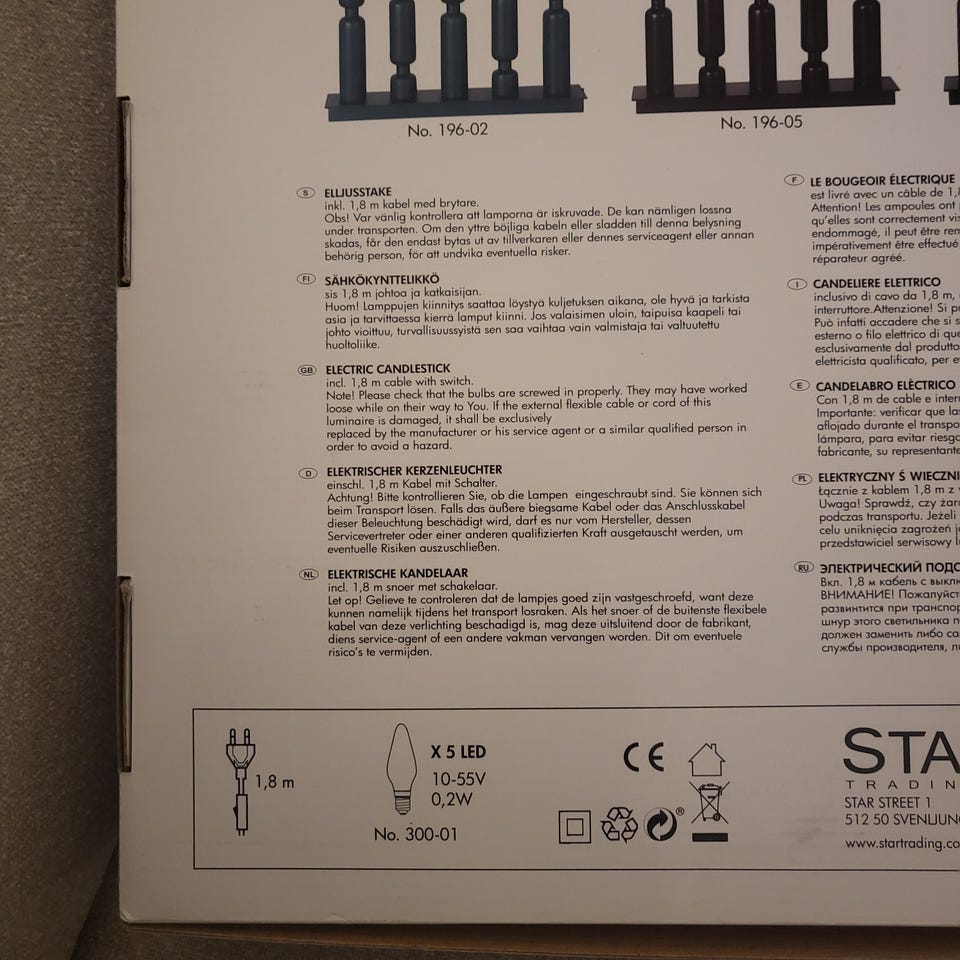 No. 196-02
No. 196-05
S ELLJUSSTAKE
inkl. 1,8 m kabel med brytare.
Obs! Var vänlig kontrollera att lamporna är iskruvade. De kan nämligen lossna
under transporten. Om den yttre böjliga kabeln eller sladden till denna belysning
skadas, får den endast bytas ut av tillverkaren eller dennes serviceagent eller annan
behörig person, för att undvika eventuella risker.
FI SÄHKÖKYNTTELIKKÖ
sis 1,8 m johtoa ja katkaisijan.
Huom! Lamppujen kiinnitys saattaa löystyä kuljetuksen aikana, ole hyvä ja tarkista
asia ja tarvittaessa kierrä lamput kiinni. Jos valaisimen uloin, taipuisa kaapeli tai
johto vioittuu, turvallisuussyistä sen saa vaihtaa vain valmistaja tai valtuutettu
huoltoliike.
GB ELECTRIC CANDLESTICK
incl. 1,8 m cable with switch.
Note! Please check that the bulbs are screwed in properly. They may have worked
loose while on their way to You. If the external flexible cable or cord of this
luminaire is damaged, it shall be exclusively
replaced by the manufacturer or his service agent or a similar qualified person in
order to avoid a hazard.
D ELEKTRISCHER KERZENLEUCHTER
einschl. 1,8 m Kabel mit Schalter.
Achtung! Bitte kontrollieren Sie, ob die Lampen eingeschraubt sind. Sie können sich
beim Transport lösen. Falls das äußere biegsame Kabel oder das Anschlusskabel
dieser Beleuchtung beschädigt wird, darf es nur vom Hersteller, dessen
Servicevertreter oder einer anderen qualifizierten Kraft ausgetauscht werden, um
eventuelle Risiken auszuschließen.
NL ELEKTRISCHE KANDELAAR
incl. 1,8 m snoer met schakelaar.
Let op! Gelieve te controleren dat de lampjes goed zijn vastgeschroefd, want deze
kunnen namelijk tijdens het transport losraken. Als het snoer of de buitenste flexibele
kabel van deze verlichting beschadigd is, mag deze uitsluitend door de fabrikant,
diens service-agent of een andere vakman vervangen worden. Dit om eventuele
risico's te vermijden.
F LE BOUGEOIR ÉLECTRIQUE
est livré avec un câble de 1,8
Attention! Les ampoules ont
qu'elles sont correctement
endommagé, il peut être
impérativement être effectué
réparateur agréé.
I CANDELIERE ELETTRICO
inclusivo di cavo da 1,8 m,
interruttore.Attenzione! Si
Può infatti accadere che si
esterno o filo elettrico di
esclusivamente dal
elettricista qualificato, per
E CANDELABRO ELÈCTRICO
Con 1,8 m de cable e
Importante: verificar que
aflojado durante el
lámpara, para evitar
fabricante, su
PL ELEKTRYCZNY Ś
Łącznie z kablem 1,8 m z
Uwaga! Sprawdź, czy
podczas transportu. Jeżeli
celu uniknięcia zagrożeń
przedstawiciel serwisowy
RU ЭЛЕКТРИЧЕСКИЙ
Вкл. 1,8 м кабель с
ВНИМАНИЕ!
развинтится при
шнур этого светильника
должен заменить либо
службы производителя,
1,8 m
X 5 LED
10-55V
0,2W
No. 300-01
CE
®
STA
TRADIN
STAR STREET 1
512 50 SVENLJUN
www.startrading.co